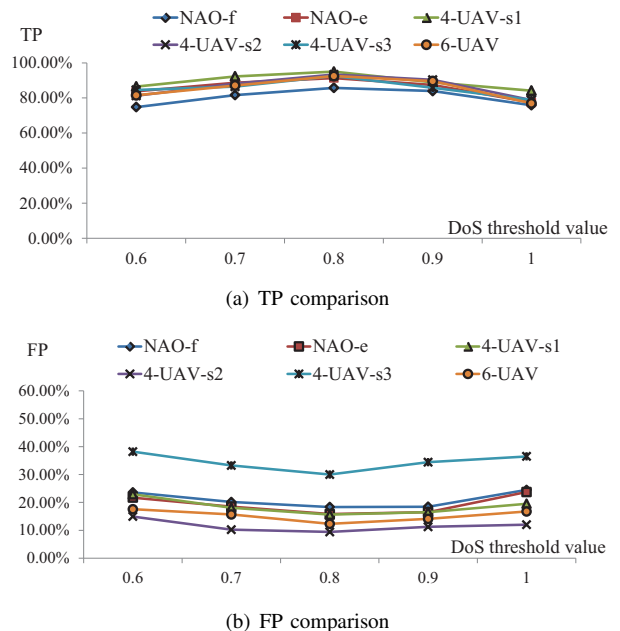 TP
NAO-f NAO-e 4-UAV-s1
4-UAV-s2 4-UAV-s3 6-UAV
100.00%
80.00%
60.00%
40.00%
20.00%
0.00%
DoS threshold value
0.6 0.7 0.8 0.9 1
(a) TP comparison
FP
NAO-f NAO-e 4-UAV-s1
4-UAV-s2 4-UAV-s3 6-UAV
60.00%
50.00%
40.00%
30.00%
20.00%
10.00%
0.00%
DoS threshold value
0.6 0.7 0.8 0.9 1
(b) FP comparison